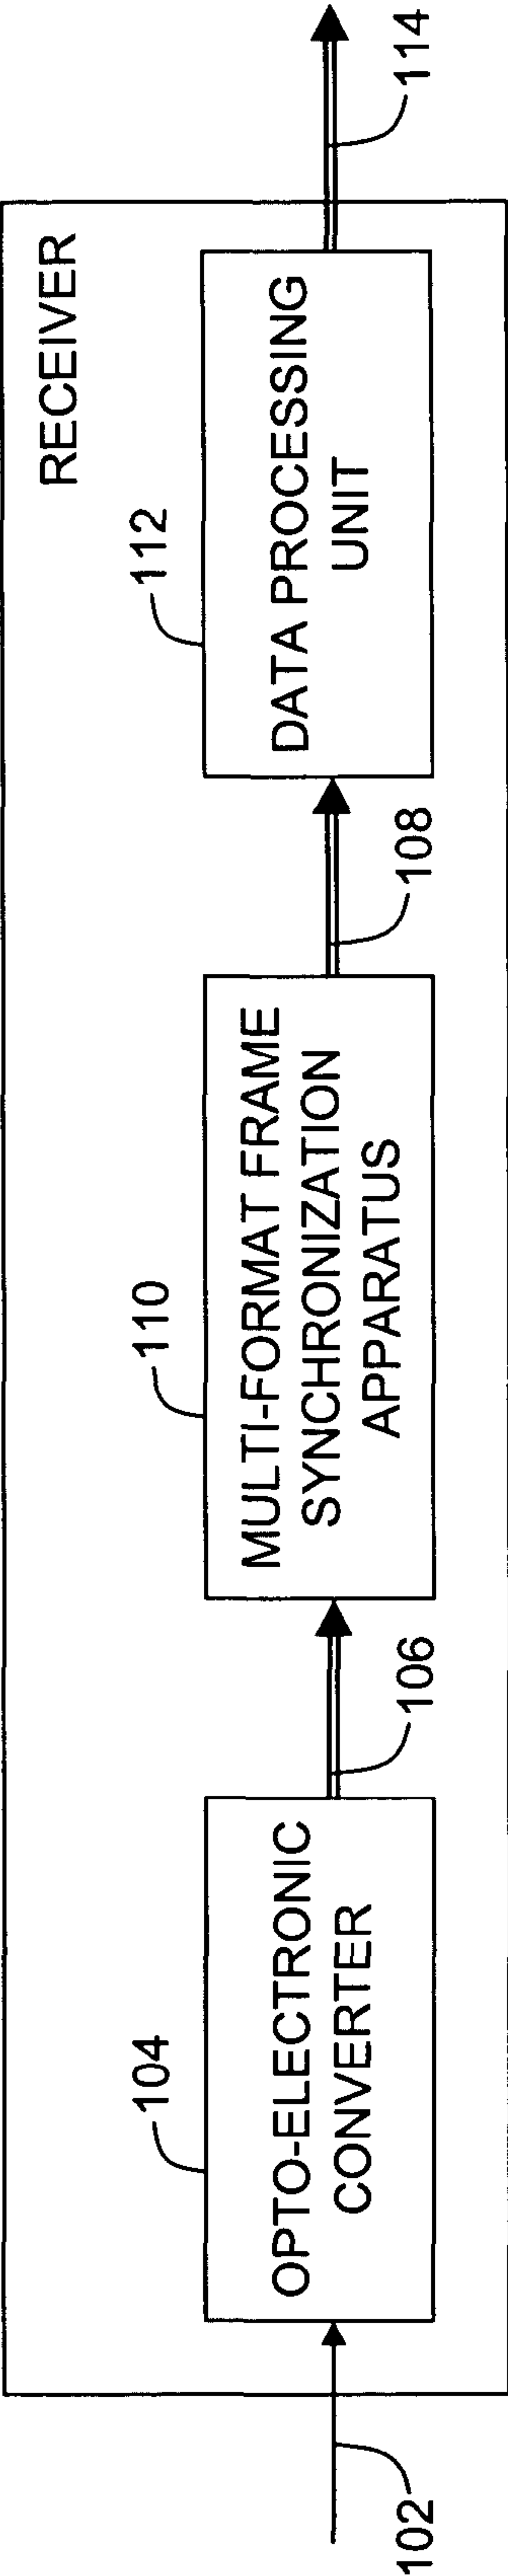 RECEIVER
102
104
OPTO-ELECTRONIC
CONVERTER
106
110
MULTI-FORMAT FRAME
SYNCHRONIZATION
APPARATUS
108
112
DATA PROCESSING
UNIT
114